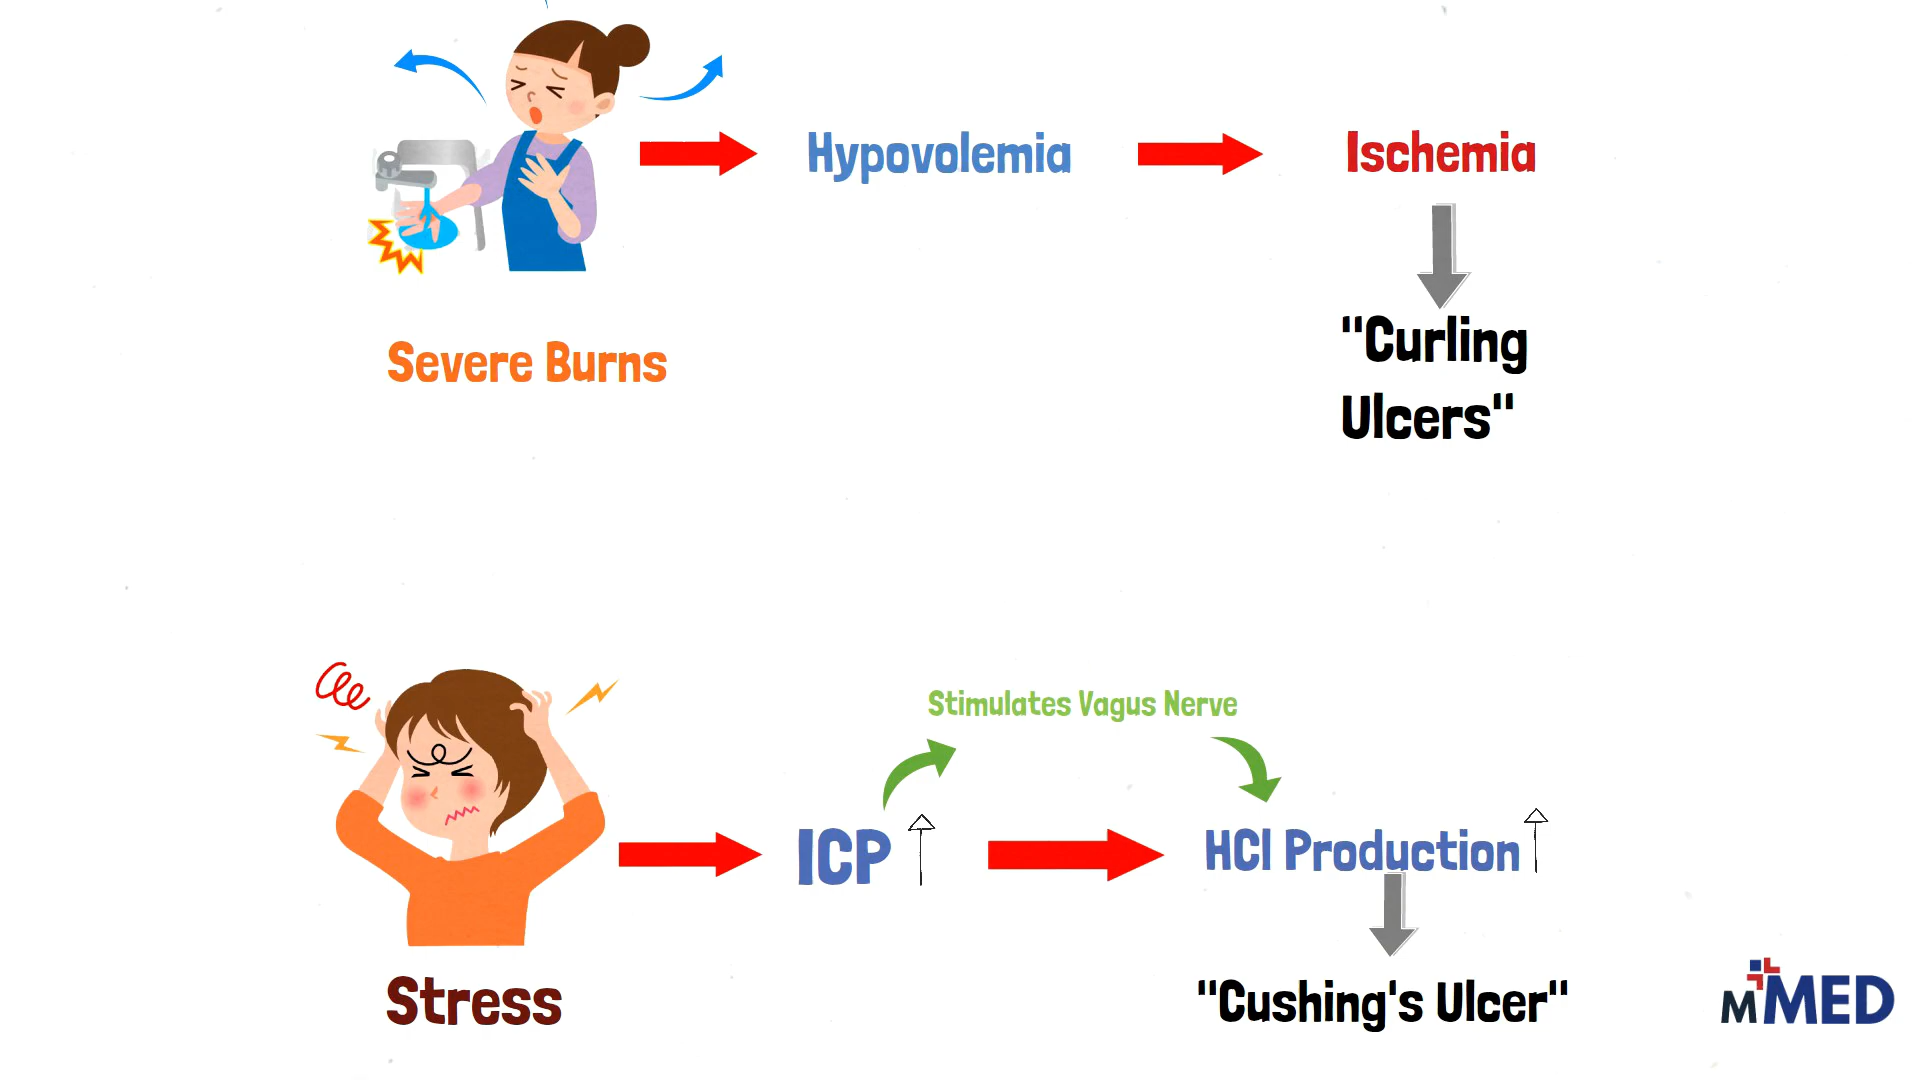 Hypovolemia
Ischemia
"Curling
Ulcers"
Severe Burns
Stimulates Vagus Nerve
ICP
HCl Production
Stress
"Cushing's Ulcer"
MMED